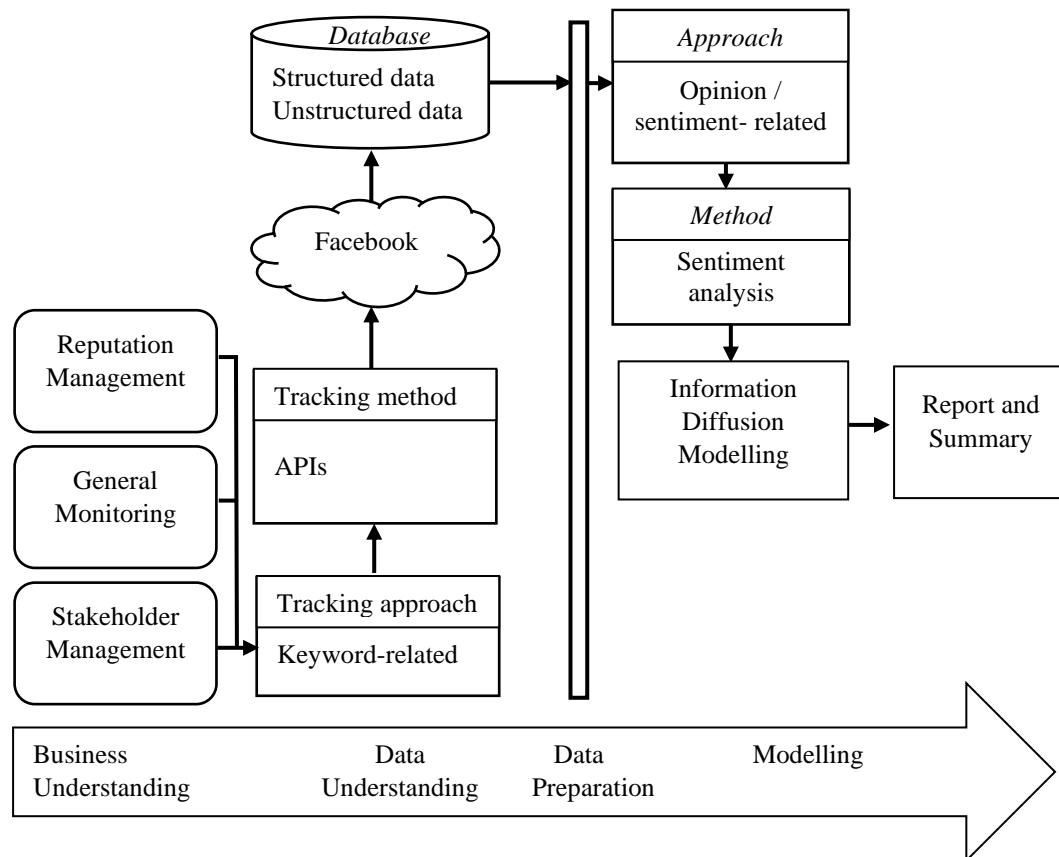 Database
Structured data
Unstructured data
Approach
Opinion /
sentiment- related
Method
Sentiment
analysis
Facebook
Reputation
Management
Tracking method
APIs
Information
Diffusion
Modelling
Report and
Summary
General
Monitoring
Stakeholder
Management
Tracking approach
Keyword-related
Business
Understanding
Data
Understanding
Data
Preparation
Modelling